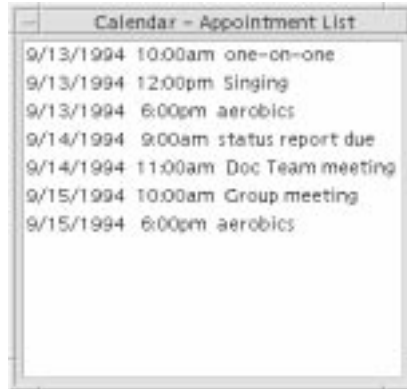 Calendar - Appointment List
9/13/1994 10:00am one-on-one
9/13/1994 12:00pm Singing
9/13/1994 6:00pm aerobics
9/14/1994 9:00am status report due
9/14/1994 11:00am Doc Team meeting
9/15/1994 10:00am Group meeting
9/15/1994 6:00pm aerobics